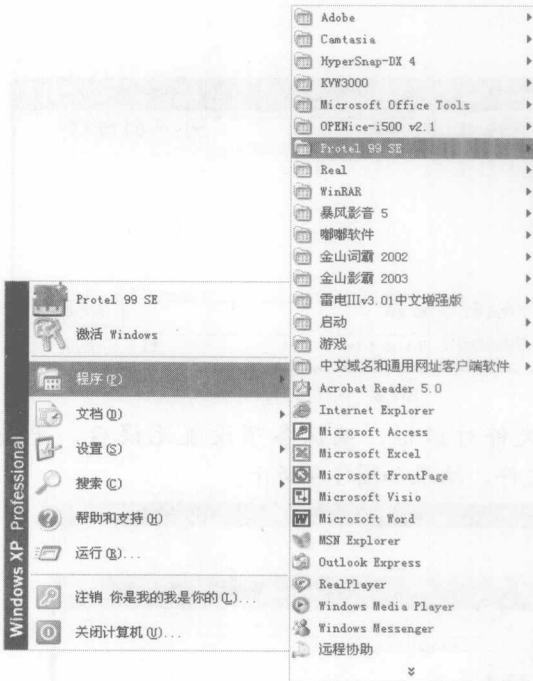 Adobe
Camtasia
HyperSnap-DX 4
KVW3000
Microsoft Office Tools
OPENice-i500 v2.1
Protel 99 SE
Real
WinRAR
暴风影音 5
嘟嘟软件
金山词霸 2002
金山影霸 2003
雷电IIIv3.01中文增强版
启动
游戏
中文域名和通用网址客户端软件
Acrobat Reader 5.0
Internet Explorer
Microsoft Access
Microsoft Excel
Microsoft FrontPage
Microsoft Visio
Microsoft Word
MSN Explorer
Outlook Express
RealPlayer
Windows Media Player
Windows Messenger
远程协助
Protel 99 SE
激活 Windows
程序(P)
文档(D)
设置(S)
搜索(C)
帮助和支持(H)
运行(R)...
注销 你是我的我是你的(L)...
关闭计算机(U)...
Windows XP Professional